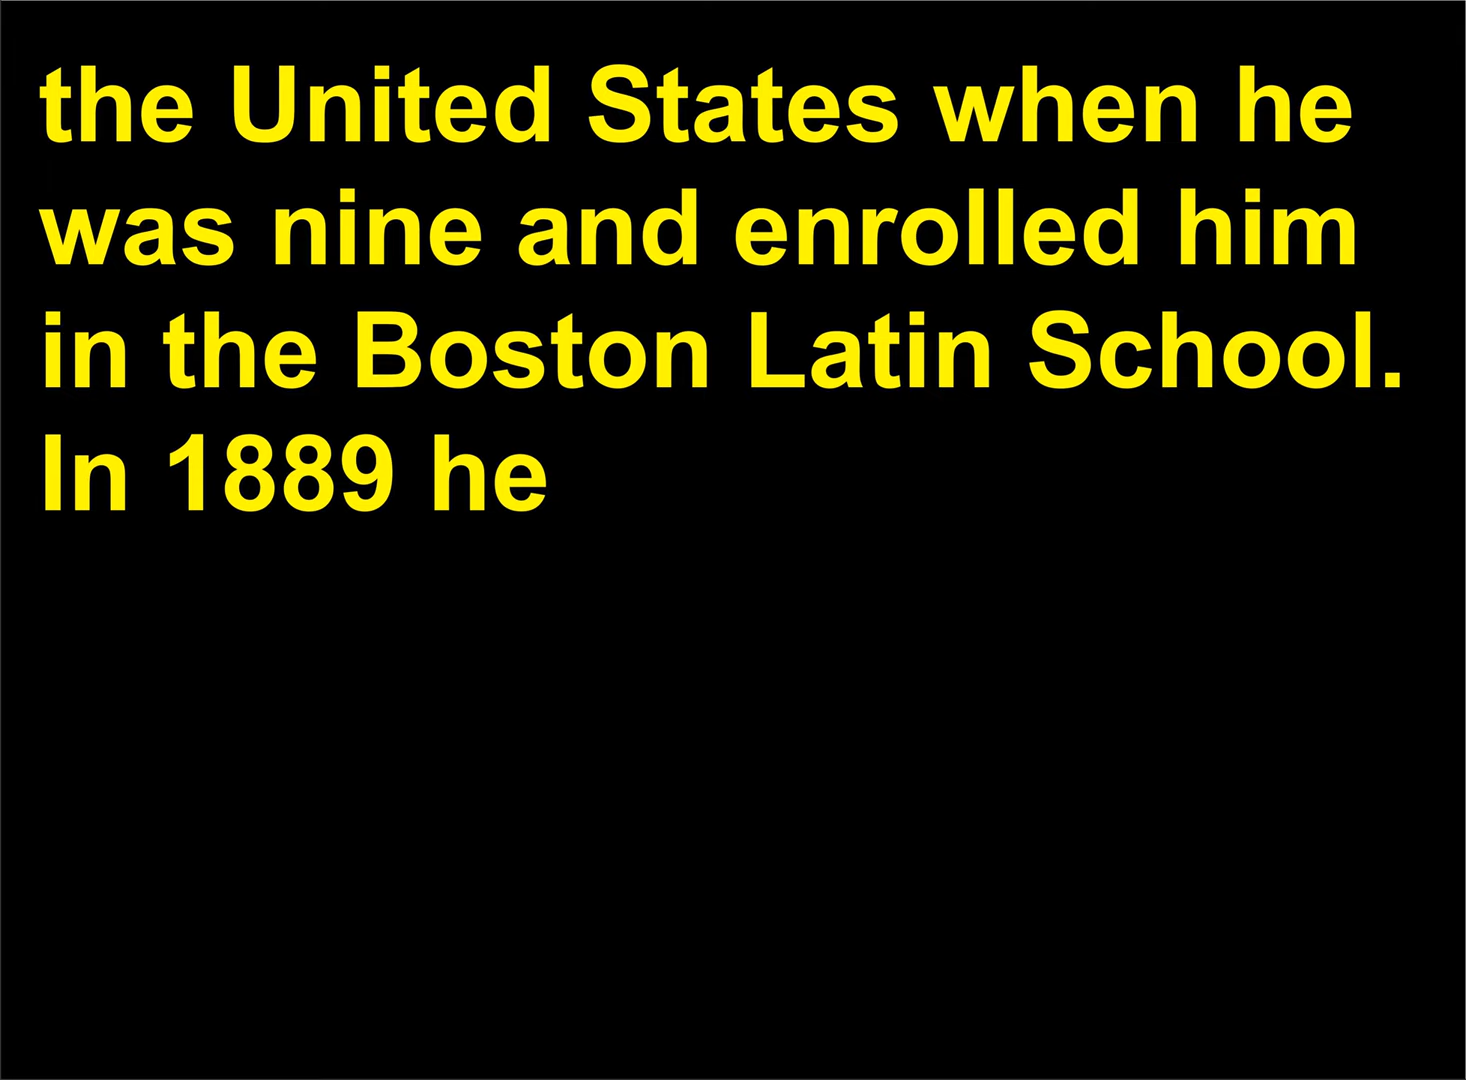 the United States when he
was nine and enrolled him
in the Boston Latin School.
In 1889 he